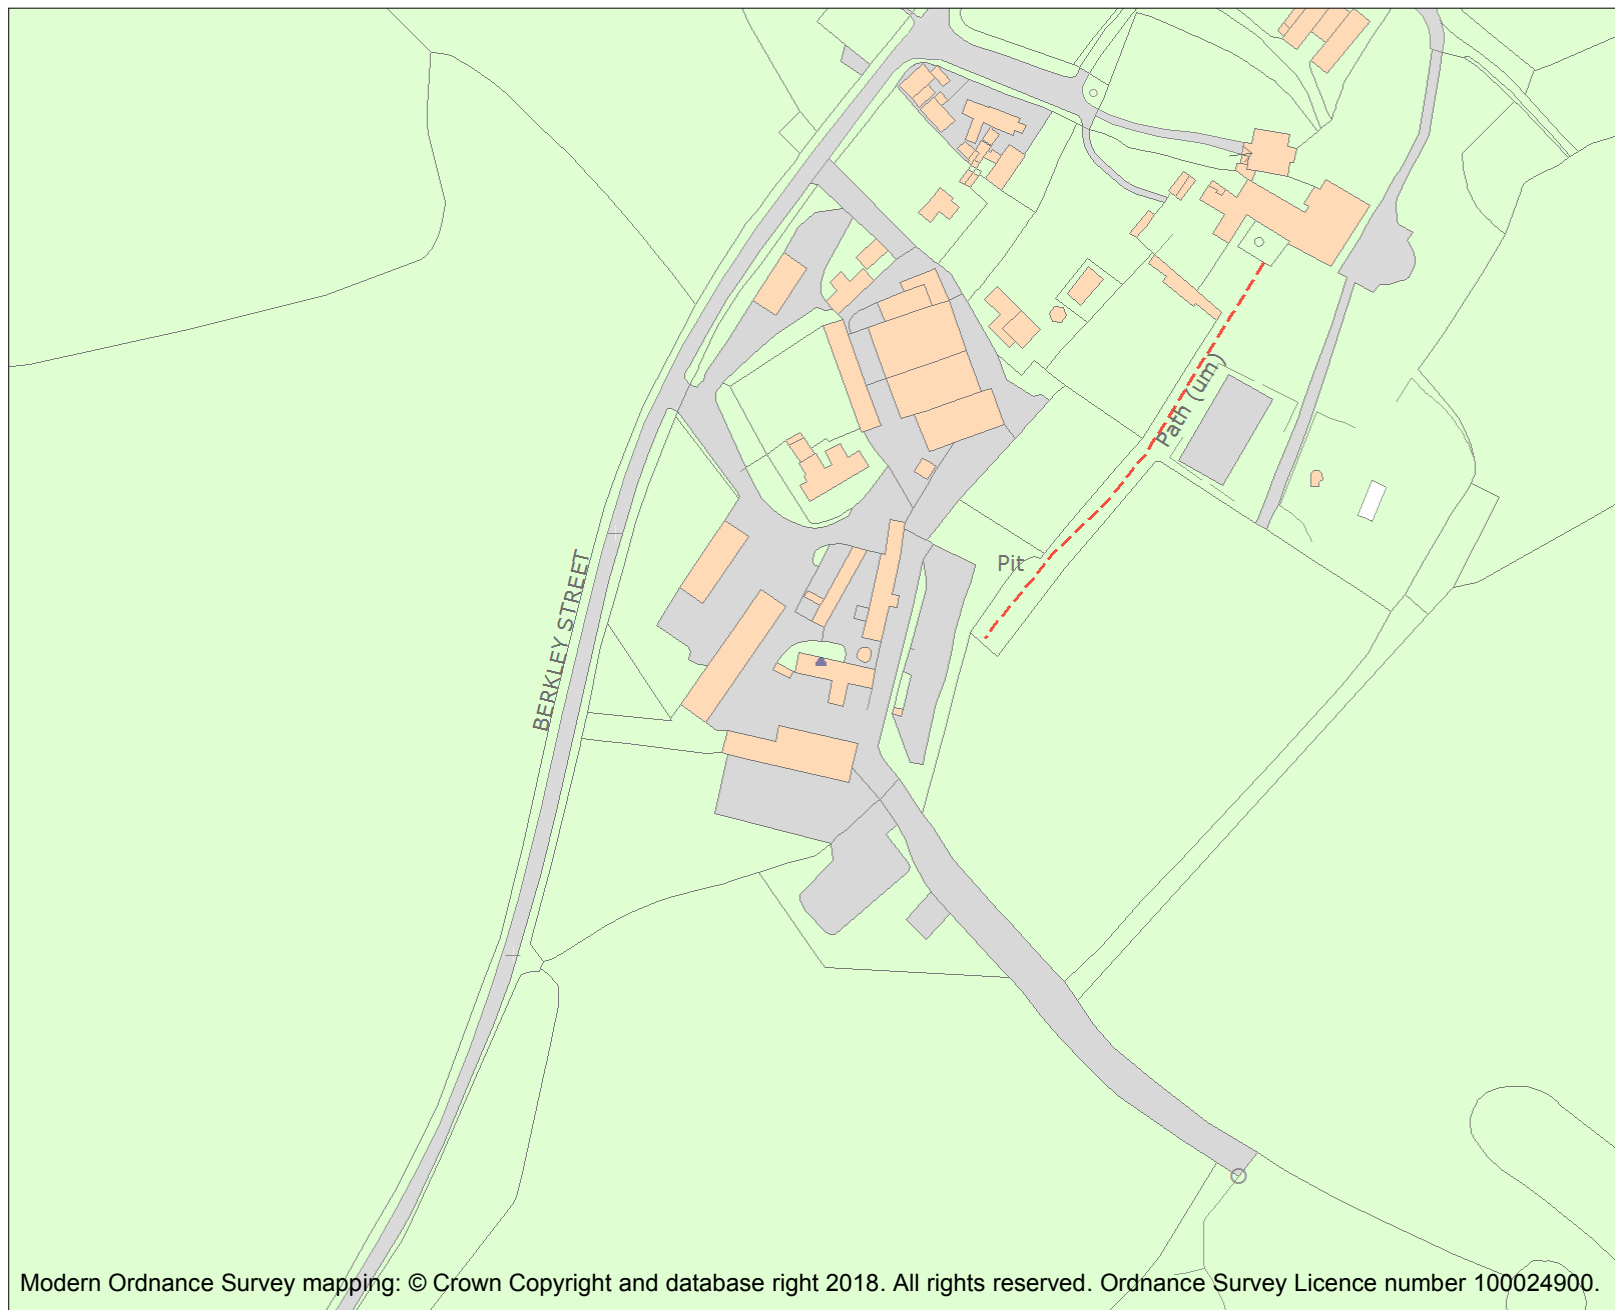 Path (um)
Pit
BERKLEY STREET
Modern Ordnance Survey mapping: © Crown Copyright and database right 2018. All rights reserved. Ordnance Survey Licence number 100024900.